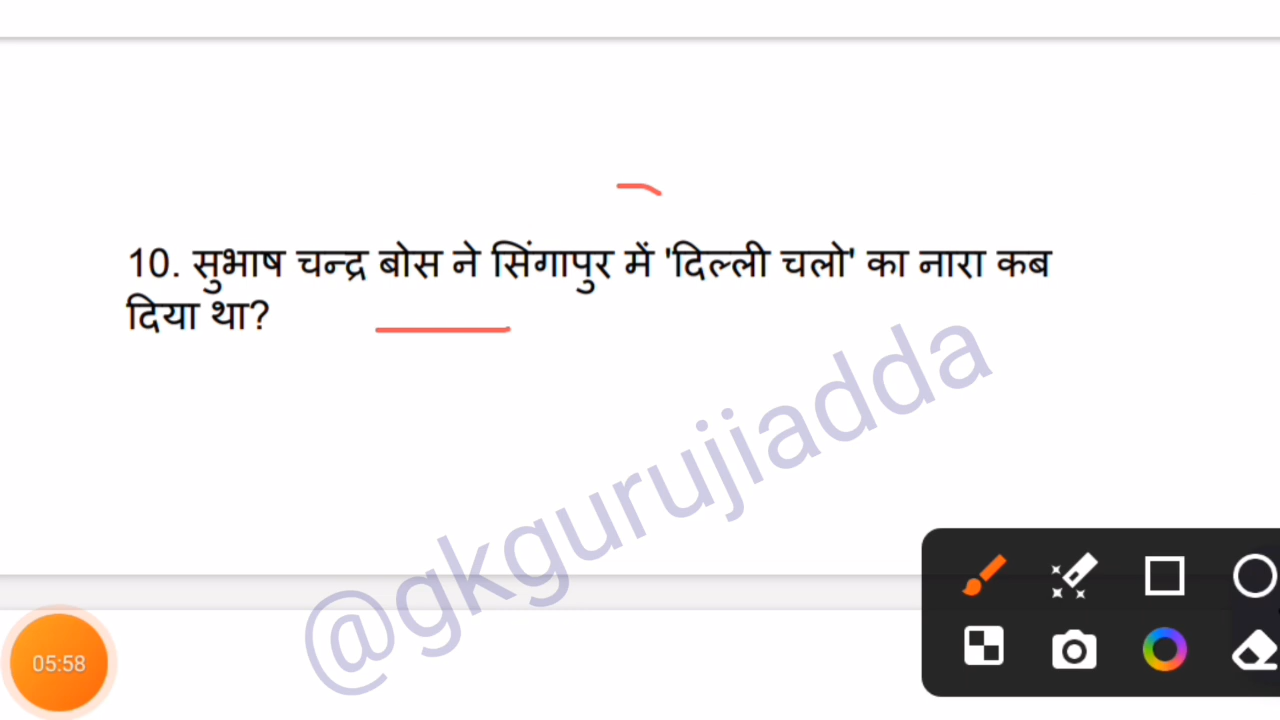 10. सुभाष चन्द्र बोस ने सिंगापुर में 'दिल्ली चलो' का नारा कब
दिया था?
@gkgurujiadda
05:58